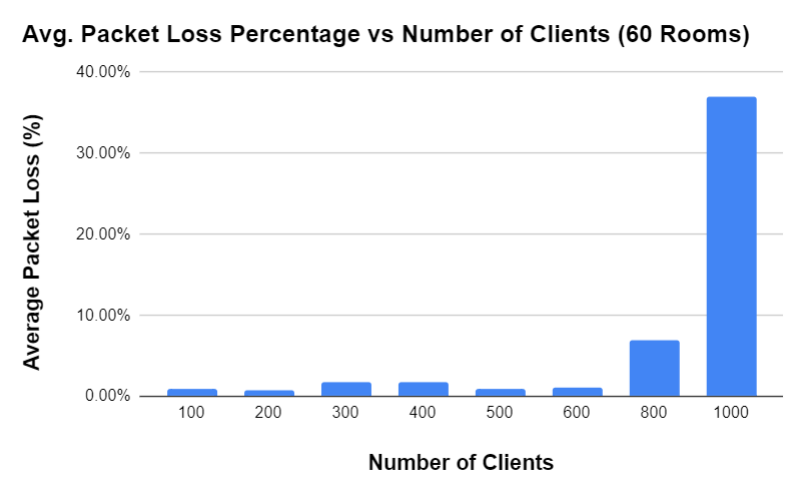 Avg. Packet Loss Percentage vs Number of Clients (60 Rooms)
Average Packet Loss (%)
40.00%
30.00%
20.00%
10.00%
0.00%
100 200 300 400 500 600 800 1000
Number of Clients